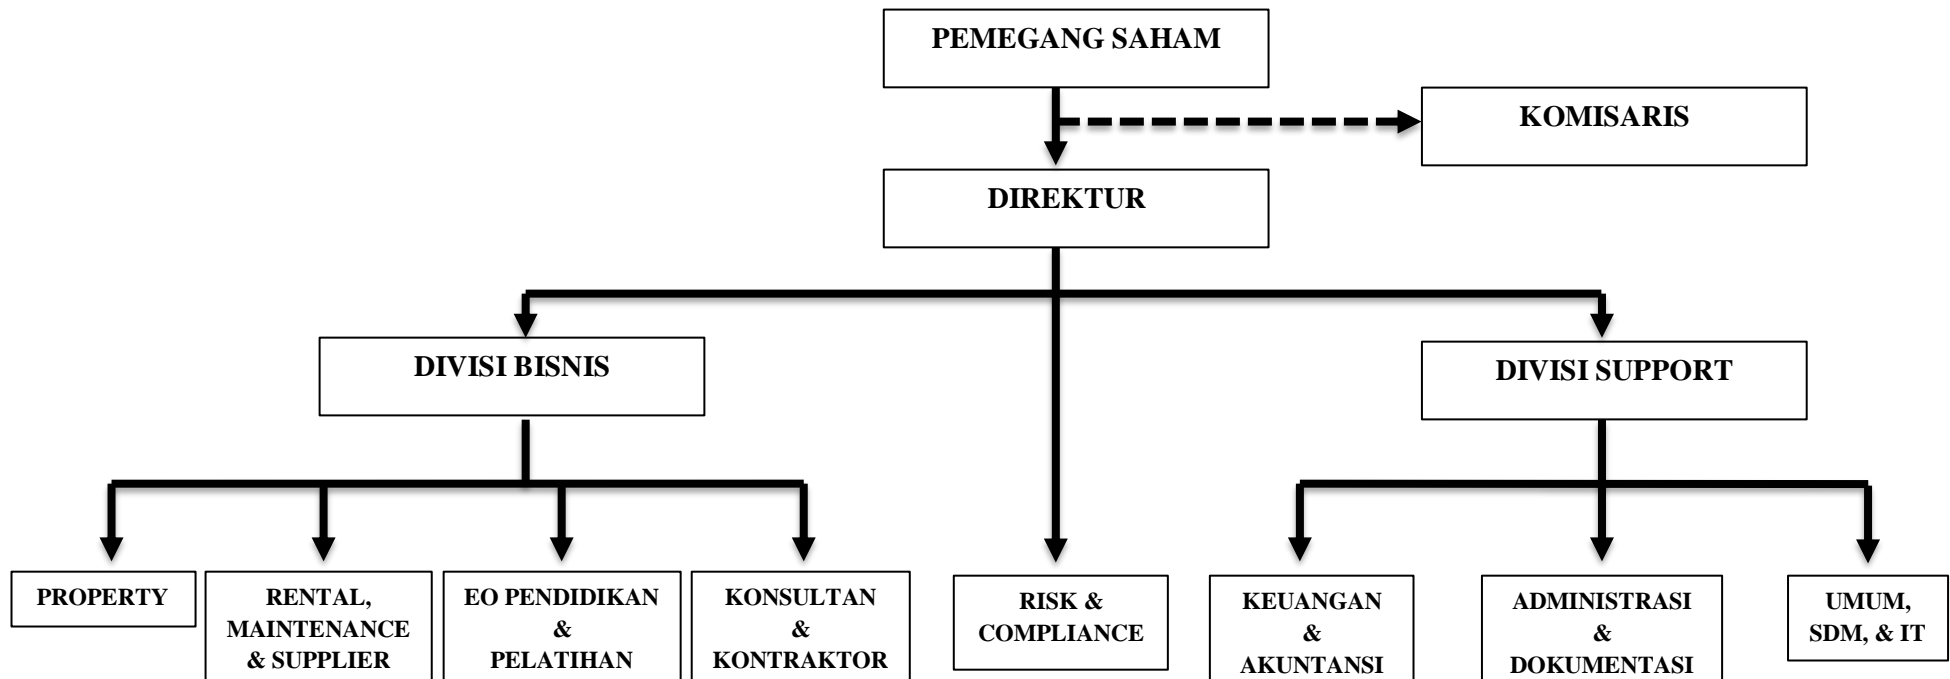 PEMEGANG SAHAM
KOMISARIS
DIREKTUR
DIVISI BISNIS
DIVISI SUPPORT
PROPERTY
RENTAL,
MAINTENANCE
& SUPPLIER
EO PENDIDIKAN
&
PELATIHAN
KONSULTAN
&
KONTRAKTOR
RISK &
COMPLIANCE
KEUANGAN
&
AKUNTANSI
ADMINISTRASI
&
DOKUMENTASI
UMUM,
SDM, & IT